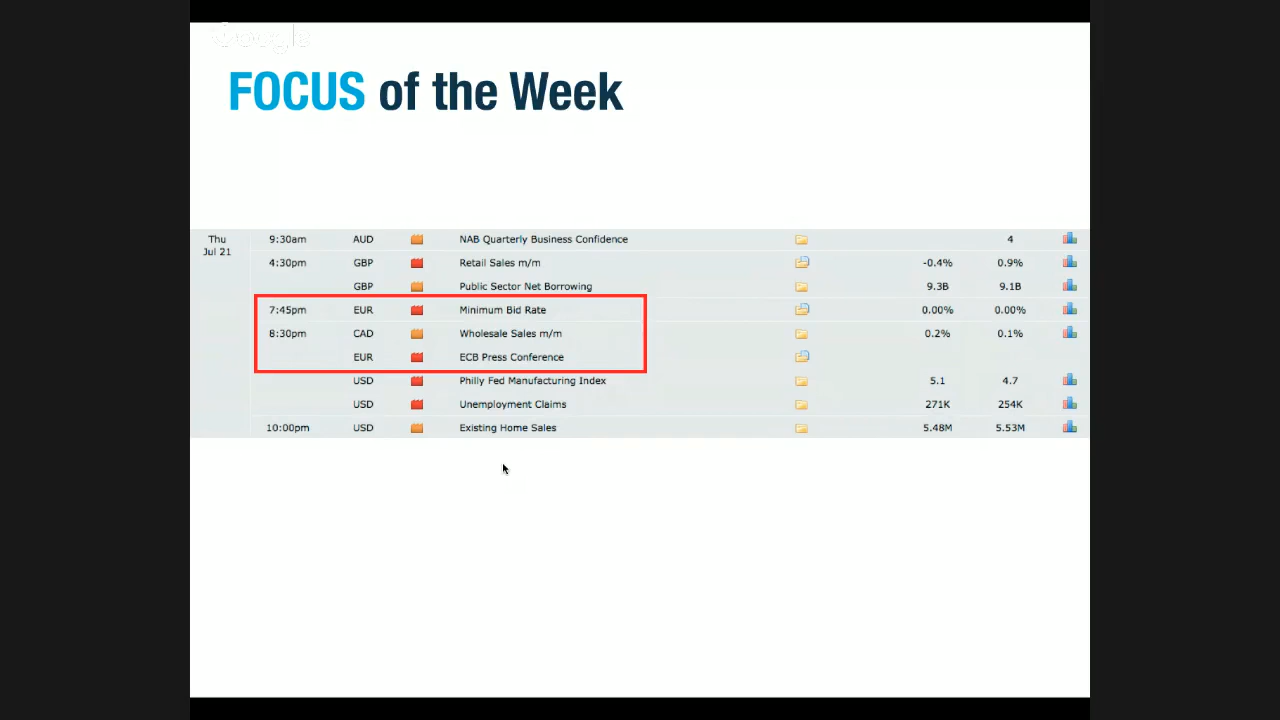 Google
FOCUS of the Week
Thu 9:30am AUD NAB Quarterly Business Confidence 4
Jul 21
4:30pm GBP Retail Sales m/m -0.4% 0.9%
GBP Public Sector Net Borrowing 9.3B 9.1B
7:45pm EUR Minimum Bid Rate 0.00% 0.00%
8:30pm CAD Wholesale Sales m/m 0.2% 0.1%
EUR ECB Press Conference
USD Philly Fed Manufacturing Index 5.1 4.7
USD Unemployment Claims 271K 254K
10:00pm USD Existing Home Sales 5.48M 5.53M